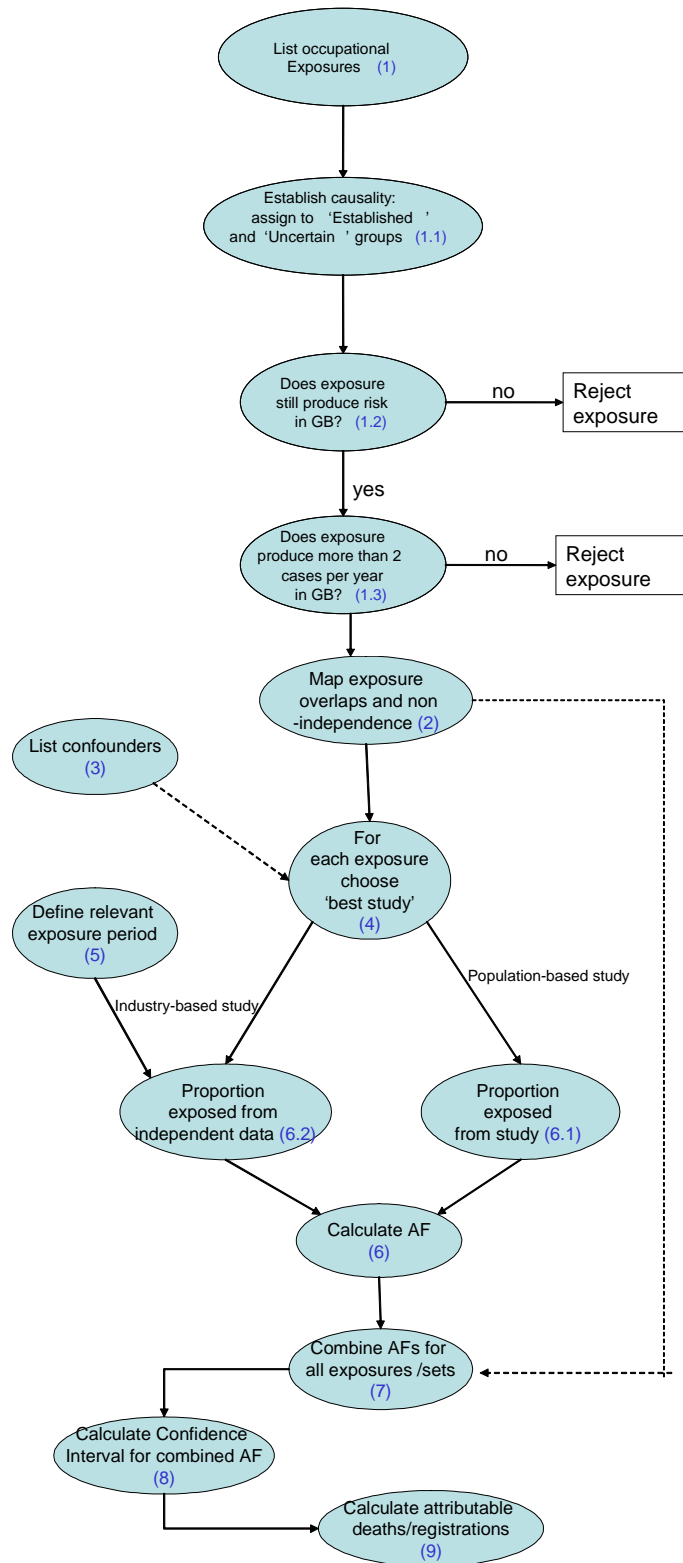 List occupational
Exposures (1)
Establish causality:
assign to ‘Established ’
and ‘Uncertain ’ groups (1.1)
Does exposure
still produce risk
in GB? (1.2)
no
Reject
exposure
yes
Does exposure
produce more than 2
cases per year
in GB? (1.3)
no
Reject
exposure
Map exposure
overlaps and non
-independence (2)
List confounders
(3)
For
each exposure
choose
‘best study’
(4)
Define relevant
exposure period
(5)
Industry-based study
Population-based study
Proportion
exposed from
independent data (6.2)
Proportion
exposed
from study (6.1)
Calculate AF
(6)
Combine AFs for
all exposures /sets
(7)
Calculate Confidence
Interval for combined AF
(8)
Calculate attributable
deaths/registrations
(9)